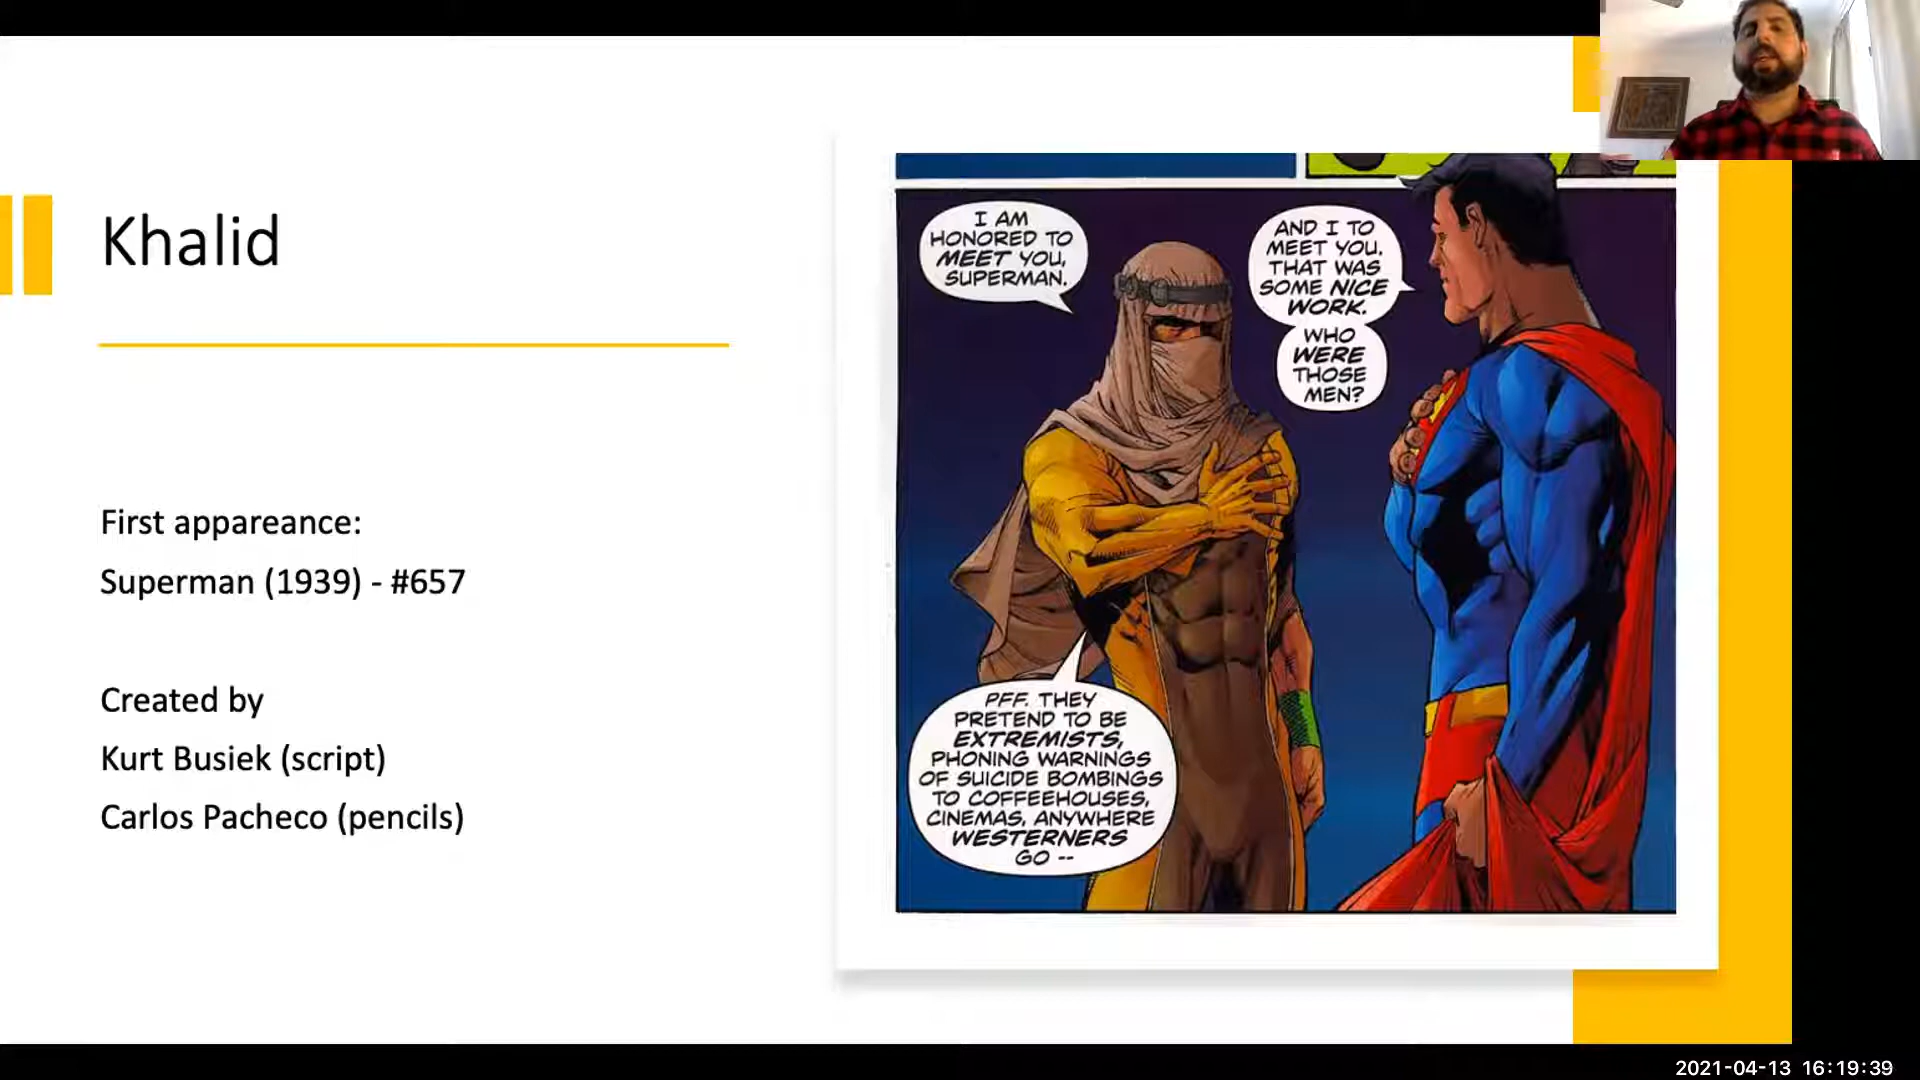 Khalid
First appareance:
Superman (1939) - #657
Created by
Kurt Busiek (script)
Carlos Pacheco (pencils)
I AM
HONORED TO
MEET YOU,
SUPERMAN.
AND I TO
MEET YOU.
THAT WAS
SOME NICE
WORK.
WHO
WERE
THOSE
MEN?
PFF. THEY
PRETEND TO BE
EXTREMISTS,
PHONING WARNINGS
OF SUICIDE BOMBINGS
TO COFFEEHOUSES,
CINEMAS, ANYWHERE
WESTERNERS
GO --
2021-04-13 16:19:39